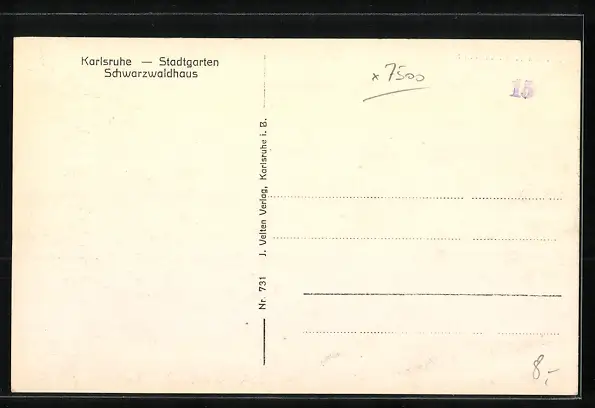 Karlsruhe — Stadtgarten
Schwarzwaldhaus
x 7500
15
Nr. 731 J. Velten Verlag, Karlsruhe i. B.
8,-